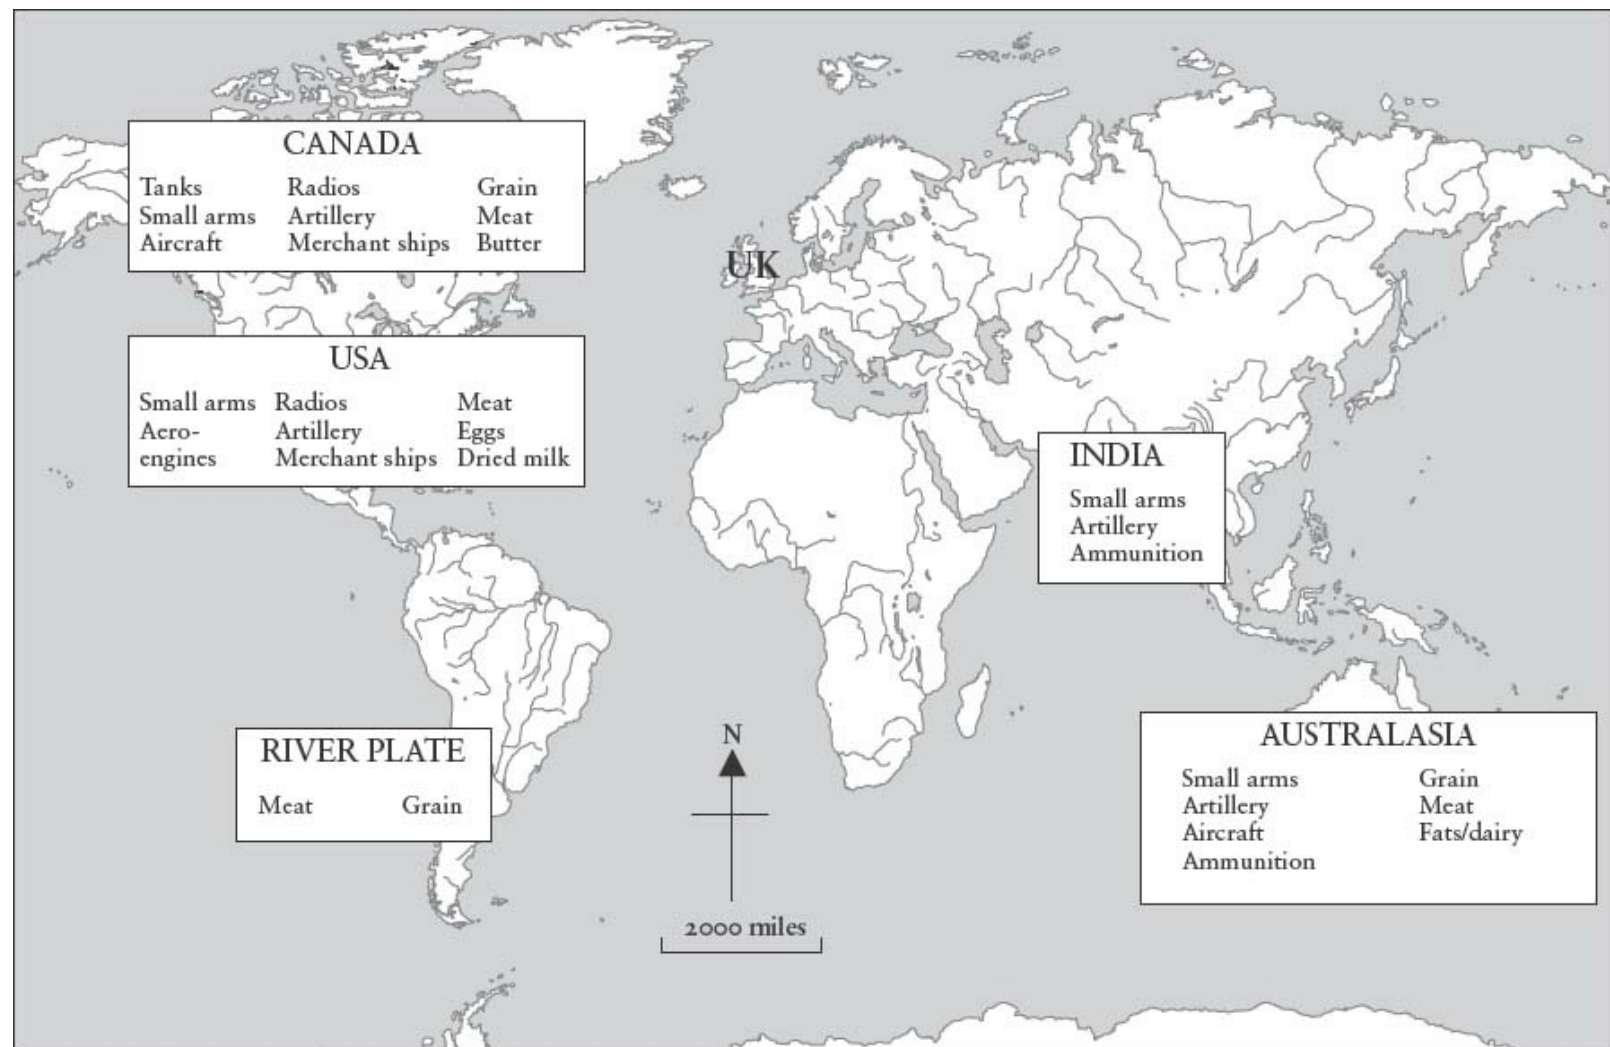 CANADA
Tanks Radios Grain
Small arms Artillery Meat
Aircraft Merchant ships Butter
UK
USA
Small arms Radios Meat
Aero- Artillery Eggs
engines Merchant ships Dried milk
INDIA
Small arms
Artillery
Ammunition
RIVER PLATE
Meat Grain
N
2000 miles
AUSTRALASIA
Small arms Grain
Artillery Meat
Aircraft Fats/dairy
Ammunition